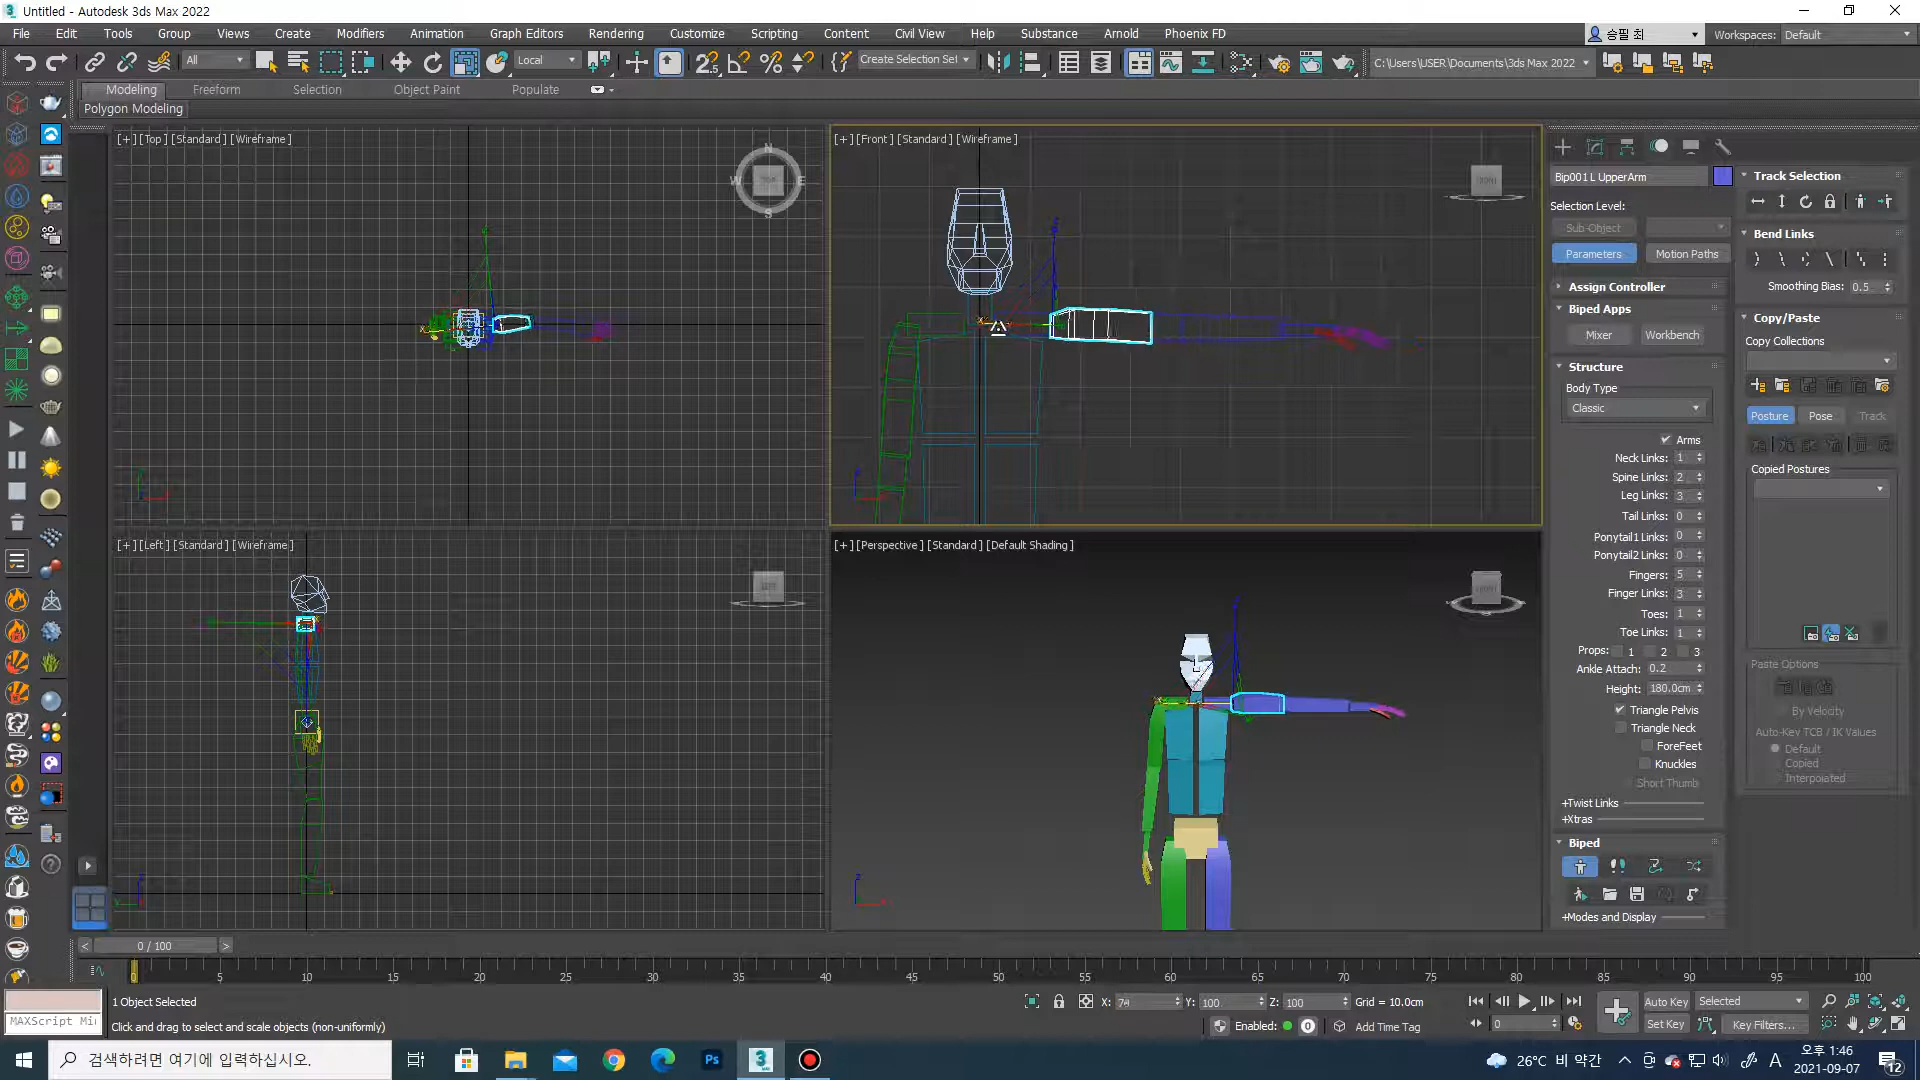 Untitled - Autodesk 3ds Max 2022
File Edit Tools Group Views Create Modifiers Animation Graph Editors Rendering Customize Scripting Content Civil View Help Substance Arnold Phoenix FD
승필 최
Workspaces: Default
All
Local
Create Selection Set
C:\Users\USER\Documents\3ds Max 2022
Modeling Freeform Selection Object Paint Populate
Polygon Modeling
[+] [Top] [Standard] [Wireframe]
N
W
E
S
[+] [Front] [Standard] [Wireframe]
[+] [Left] [Standard] [Wireframe]
[+] [Perspective] [Standard] [Default Shading]
Bip001 L UpperArm
Selection Level:
Sub-Object
Parameters Motion Paths
Assign Controller
Biped Apps
Mixer Workbench
Structure
Body Type
Classic
Arms
Neck Links: 1
Spine Links: 2
Leg Links: 3
Tail Links: 0
Ponytail1 Links: 0
Ponytail2 Links: 0
Fingers: 5
Finger Links: 3
Toes: 1
Toe Links: 1
Props: 1 2 3
Ankle Attach: 0.2
Height: 180.0cm
Triangle Pelvis
Triangle Neck
ForeFeet
Knuckles
Short Thumb
+Twist Links
+Xtras
Biped
+Modes and Display
Track Selection
Bend Links
Smoothing Bias: 0.5
Copy/Paste
Copy Collections
Posture Pose Track
Copied Postures
Paste Options
By Velocity
Auto-Key TCB / IK Values
Default
Copied
Interpolated
< 0 / 100 >
0 5 10 15 20 25 30 35 40 45 50 55 60 65 70 75 80 85 90 95 100
1 Object Selected
MAXScript Mi
Click and drag to select and scale objects (non-uniformly)
X: 74 Y: 100 Z: 100 Grid = 10.0cm
Enabled: 0 Add Time Tag
0
Auto Key Selected
Set Key Key Filters...
검색하려면 여기에 입력하십시오.
Ps
3
26°C 비 약간
A
오후 1:46
2021-09-07
12